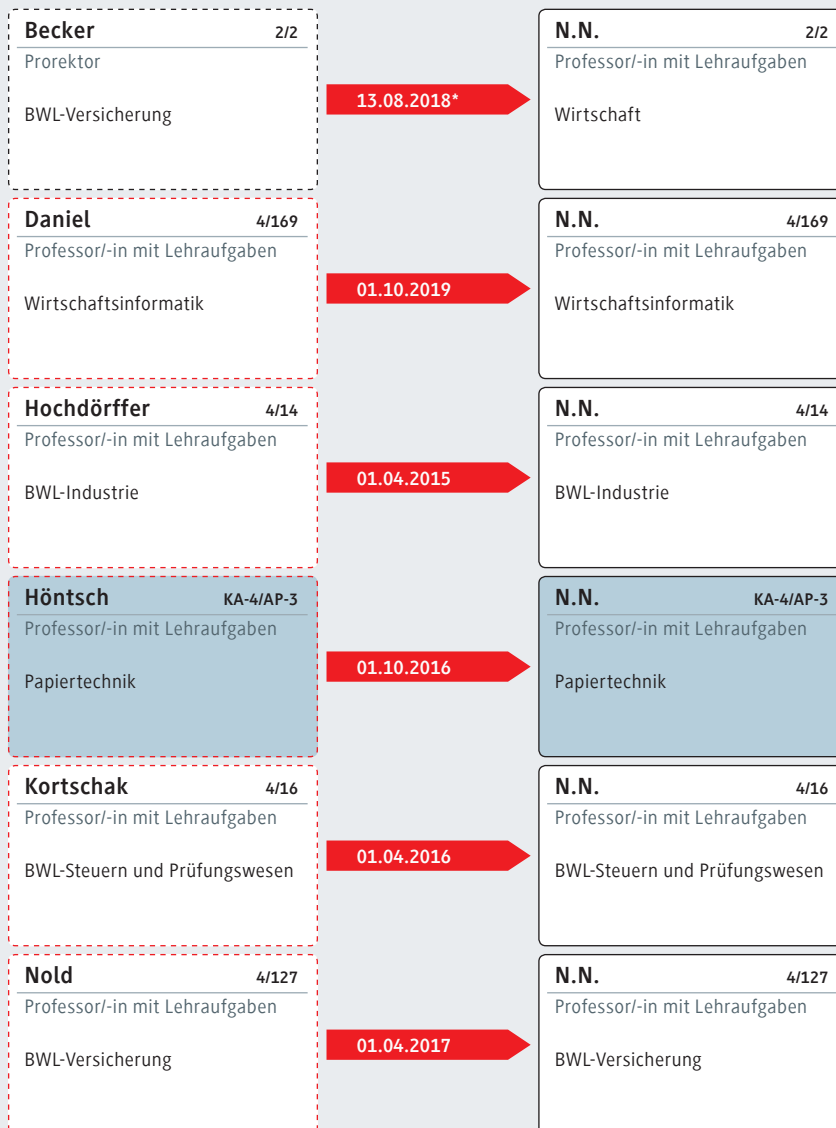 Becker 2/2
Prorektor
BWL-Versicherung
13.08.2018*
N.N. 2/2
Professor/-in mit Lehraufgaben
Wirtschaft
Daniel 4/169
Professor/-in mit Lehraufgaben
Wirtschaftsinformatik
01.10.2019
N.N. 4/169
Professor/-in mit Lehraufgaben
Wirtschaftsinformatik
Hochdörffer 4/14
Professor/-in mit Lehraufgaben
BWL-Industrie
01.04.2015
N.N. 4/14
Professor/-in mit Lehraufgaben
BWL-Industrie
Höntsch KA-4/AP-3
Professor/-in mit Lehraufgaben
Papiertechnik
01.10.2016
N.N. KA-4/AP-3
Professor/-in mit Lehraufgaben
Papiertechnik
Kortschak 4/16
Professor/-in mit Lehraufgaben
BWL-Steuern und Prüfungswesen
01.04.2016
N.N. 4/16
Professor/-in mit Lehraufgaben
BWL-Steuern und Prüfungswesen
Nold 4/127
Professor/-in mit Lehraufgaben
BWL-Versicherung
01.04.2017
N.N. 4/127
Professor/-in mit Lehraufgaben
BWL-Versicherung